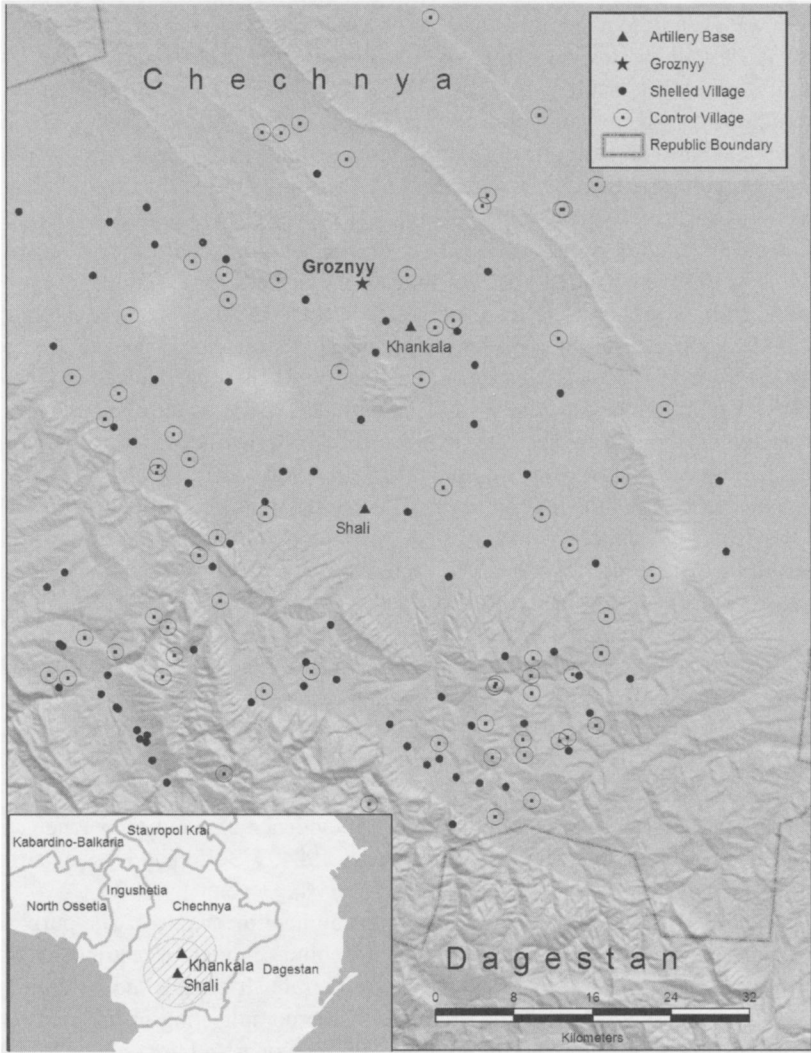 Artillery Base
Groznyy
Shelled Village
Control Village
Republic Boundary
Chechnya
Groznyy
Khankala
Shali
Stavropol Krai
Kabardino-Balkaria
Ingushetia
North Ossetia
Chechnya
Khankala
Dagestan
Shali
Dagestan
0 8 16 24 32
Kilometers